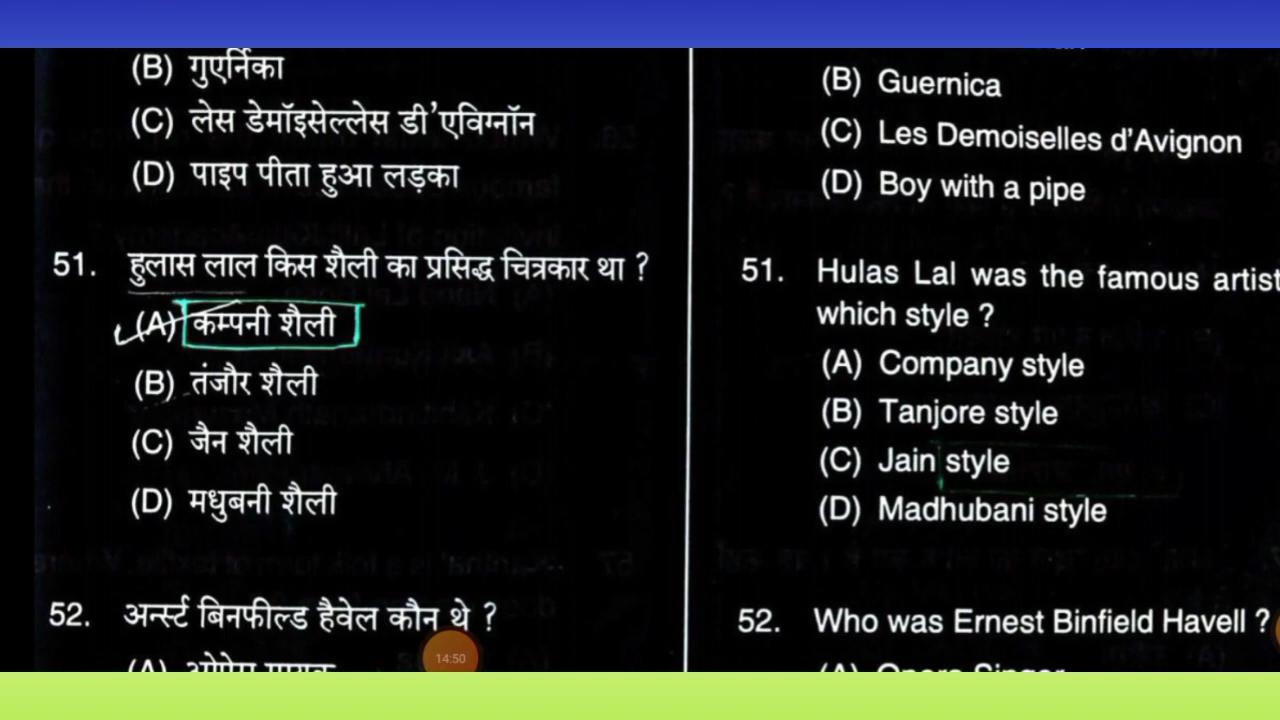 (B) गुएर्निका
(C) लेस डेमॉइसेल्लेस डी'एविग्नॉन
(D) पाइप पीता हुआ लड़का
51. हुलास लाल किस शैली का प्रसिद्ध चित्रकार था ?
(A) कम्पनी शैली
(B) तंजौर शैली
(C) जैन शैली
(D) मधुबनी शैली
52. अर्न्स्ट बिनफील्ड हैवेल कौन थे ?
(B) Guernica
(C) Les Demoiselles d'Avignon
(D) Boy with a pipe
51. Hulas Lal was the famous artist
which style ?
(A) Company style
(B) Tanjore style
(C) Jain style
(D) Madhubani style
52. Who was Ernest Binfield Havell ?
(A) Opera Singer
14:50